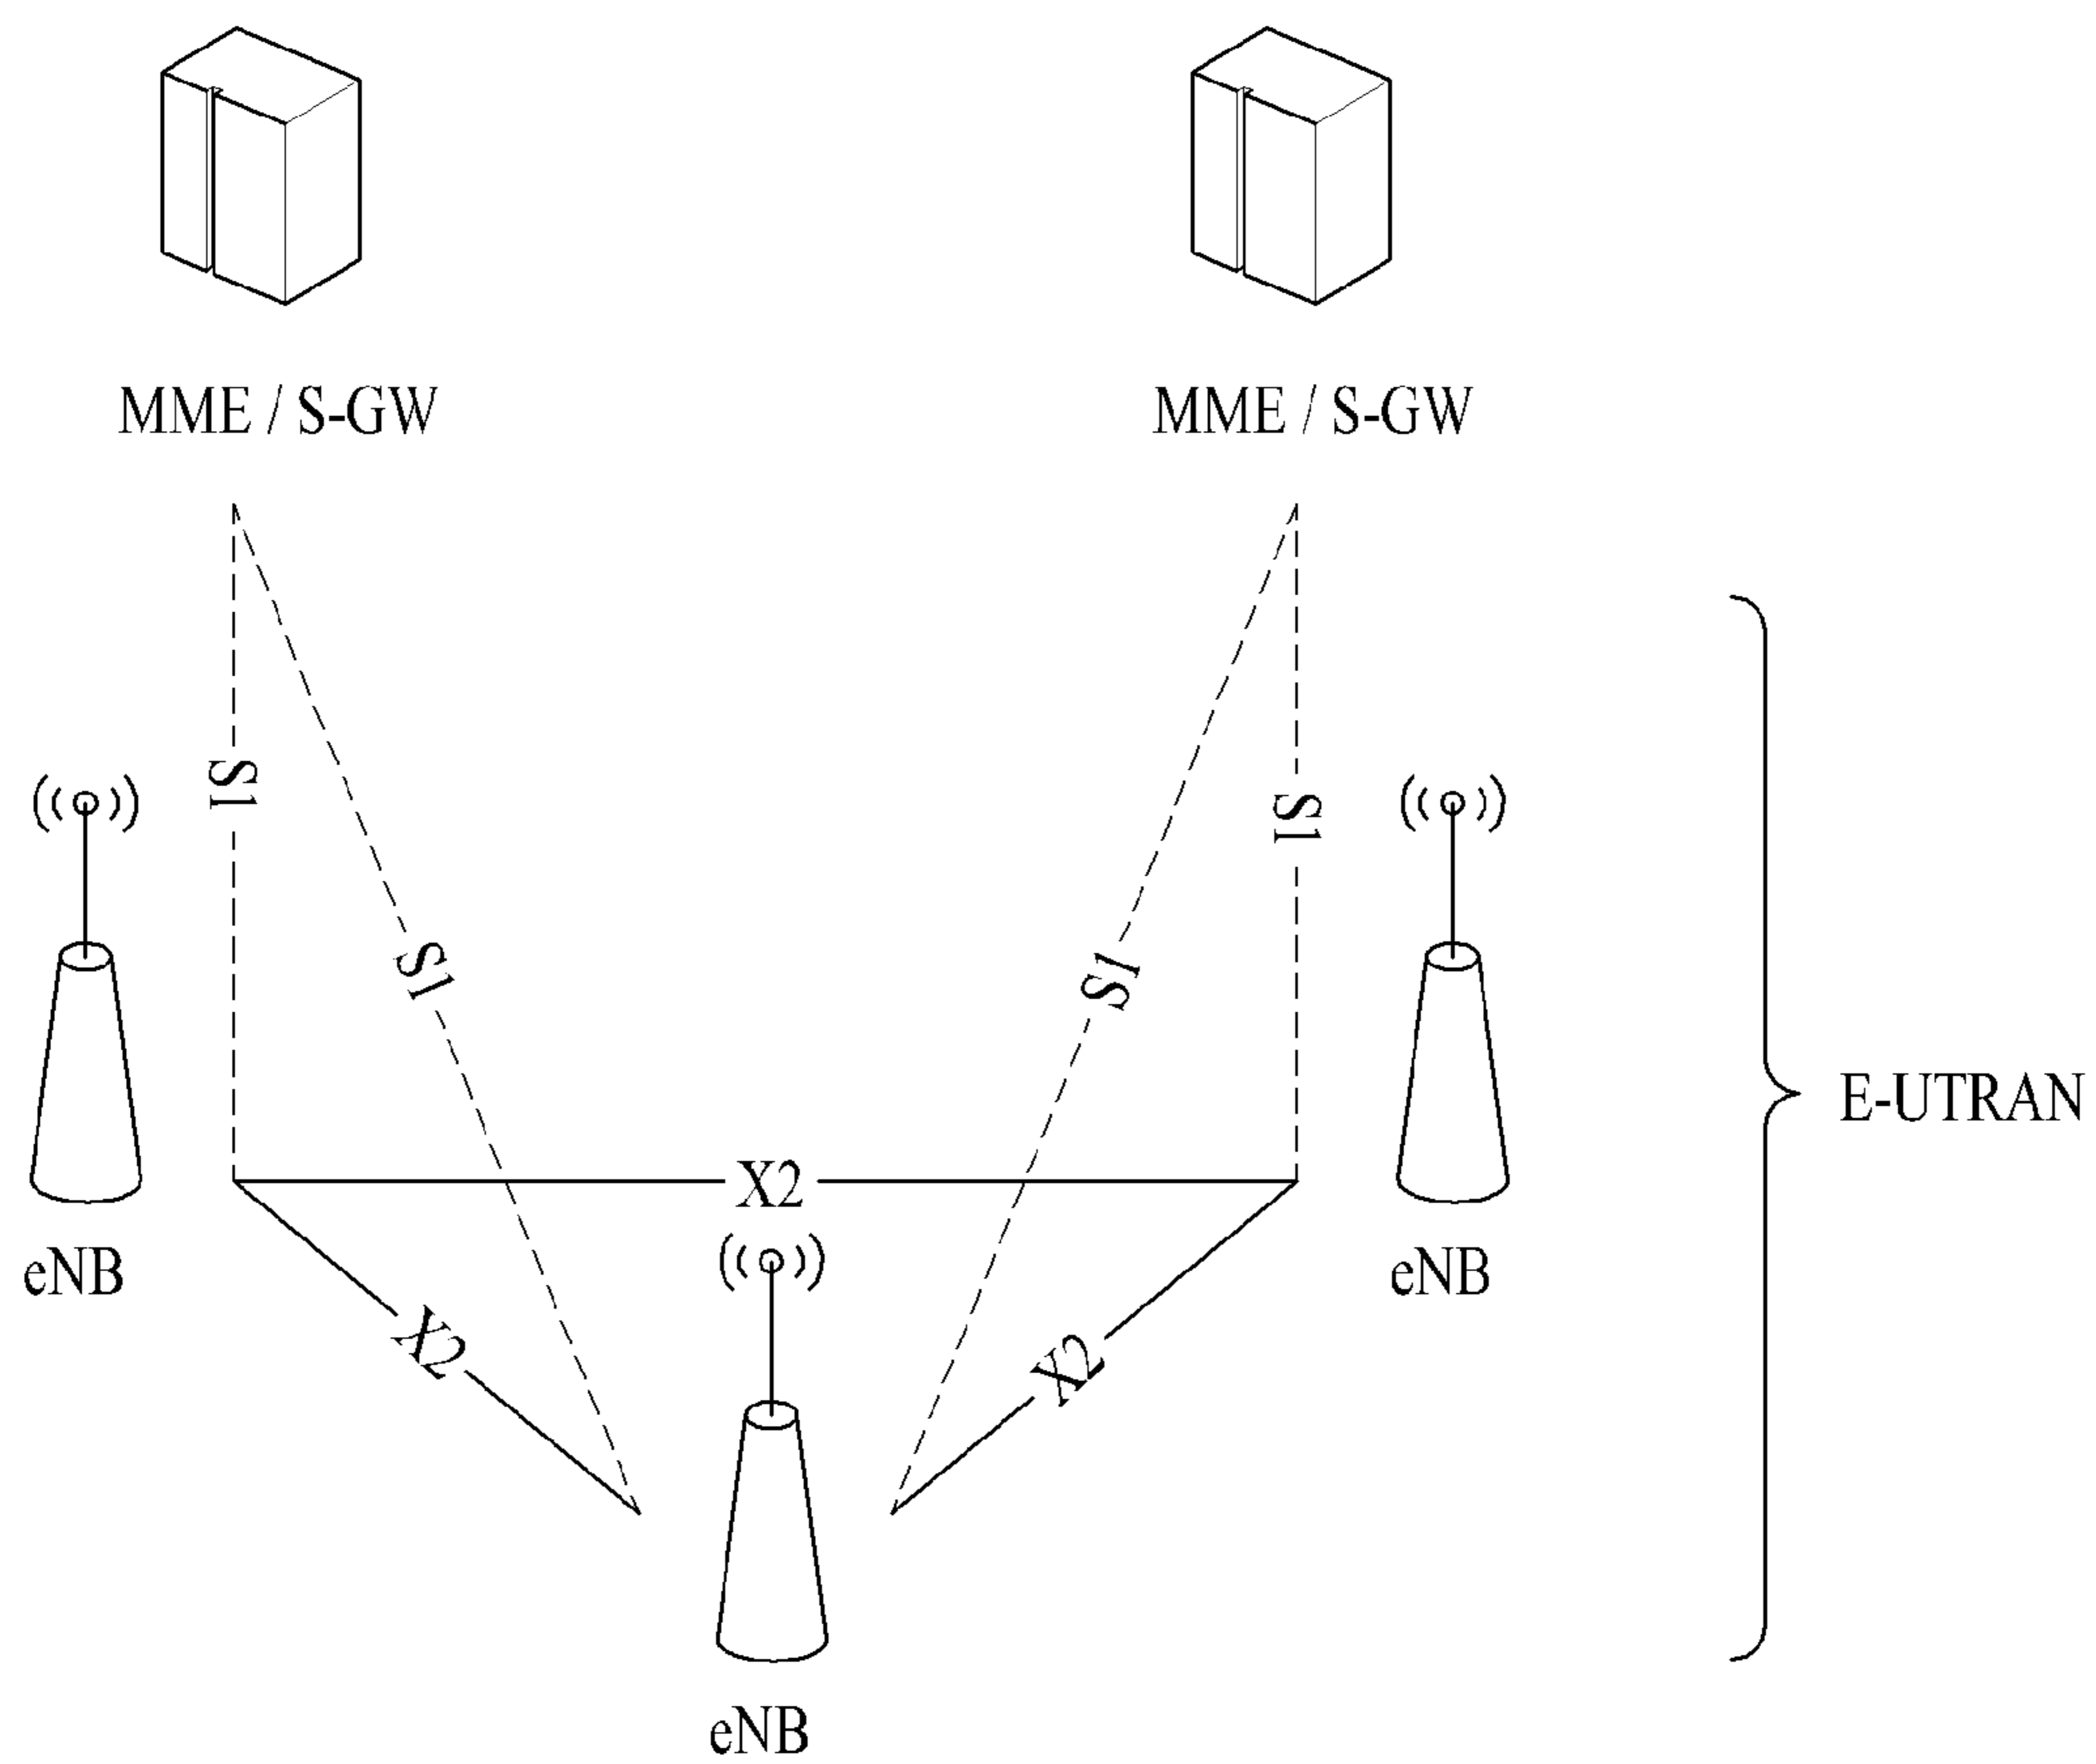 MME / S-GW
MME / S-GW
S1
S1
S1
S1
E-UTRAN
X2
eNB
eNB
X2
X2
eNB